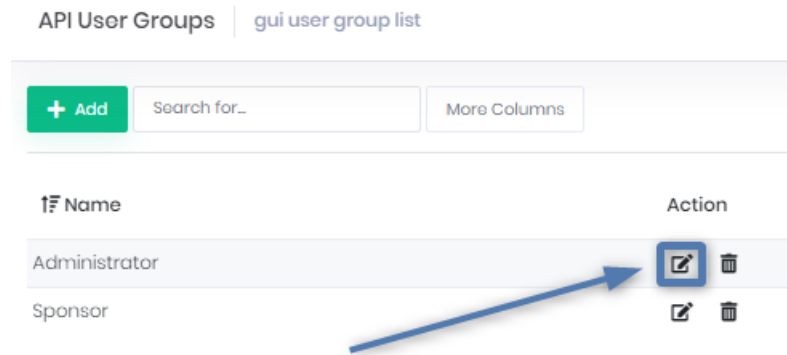 API User Groups gui user group list
+ Add Search for... More Columns
Name Action
Administrator
Sponsor